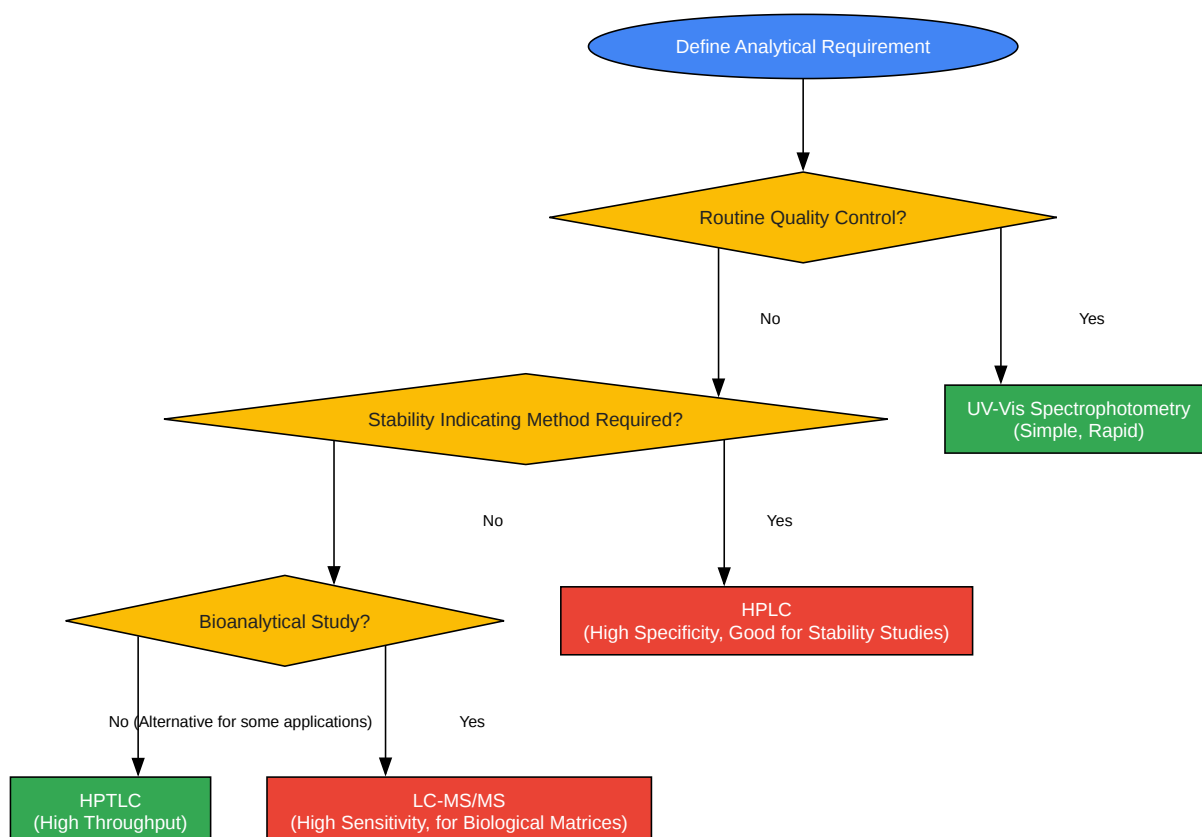 Define Analytical Requirement
Routine Quality Control?
No
Yes
Stability Indicating Method Required?
UV-Vis Spectrophotometry
(Simple, Rapid)
No
Yes
Bioanalytical Study?
HPLC
(High Specificity, Good for Stability Studies)
No (Alternative for some applications)
Yes
HPTLC
(High Throughput)
LC-MS/MS
(High Sensitivity, for Biological Matrices)